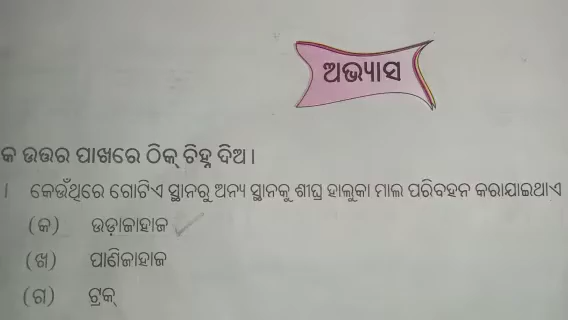 ଅଭ୍ୟାସ
କ ଉତ୍ତର ପାଖରେ ଠିକ୍ ଚିହ୍ନ ଦିଅ।
। କେଉଁଥିରେ ଗୋଟିଏ ସ୍ଥାନରୁ ଅନ୍ୟ ସ୍ଥାନକୁ ଶୀଘ୍ର ହାଲୁକା ମାଲ ପରିବହନ କରାଯାଇଥାଏ
(କ) ଉଡ଼ାଜାହାଜ
(ଖ) ପାଣିଜାହାଜ
(ଗ) ଟ୍ରକ୍